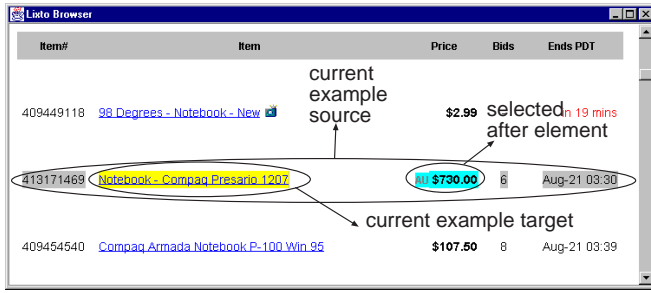 Lixto Browser
Item# Item Price Bids Ends PDT
current
example
source
409449118 98 Degrees - Notebook - New $2.99 in 19 mins
selected
after element
413171469 Notebook - Compaq Presario 1207 AU $730.00 6 Aug-21 03:30
current example target
409454540 Compaq Armada Notebook P-100 Win 95 $107.50 8 Aug-21 03:39